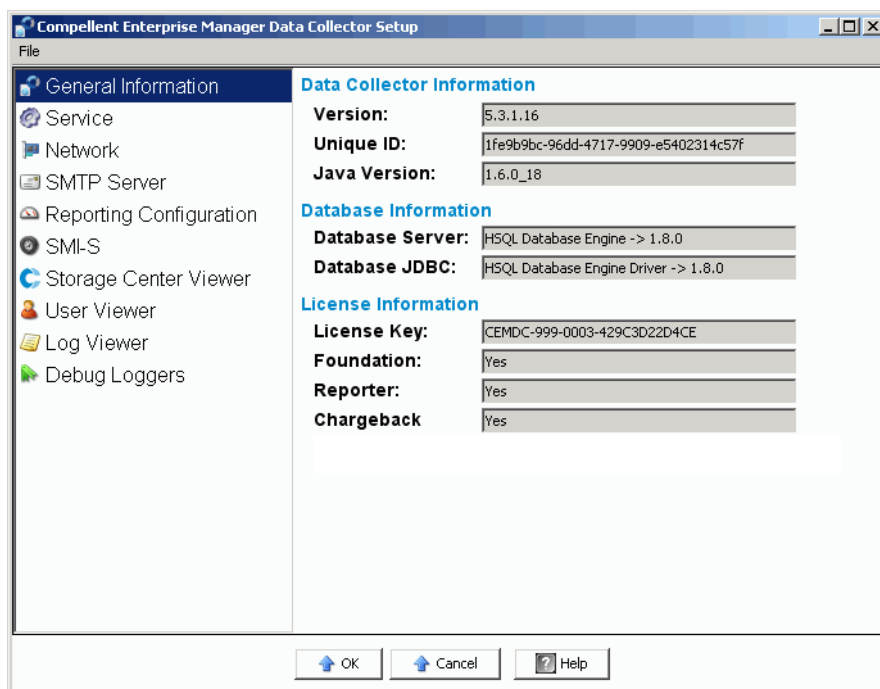 Compellent Enterprise Manager Data Collector Setup
File
General Information
Service
Network
SMTP Server
Reporting Configuration
SMI-S
Storage Center Viewer
User Viewer
Log Viewer
Debug Loggers
Data Collector Information
Version: 5.3.1.16
Unique ID: 1fe9b9bc-96dd-4717-9909-e5402314c57f
Java Version: 1.6.0_18
Database Information
Database Server: HSQL Database Engine -> 1.8.0
Database JDBC: HSQL Database Engine Driver -> 1.8.0
License Information
License Key: CEMDC-999-0003-429C3D22D4CE
Foundation: Yes
Reporter: Yes
Chargeback Yes
OK Cancel Help